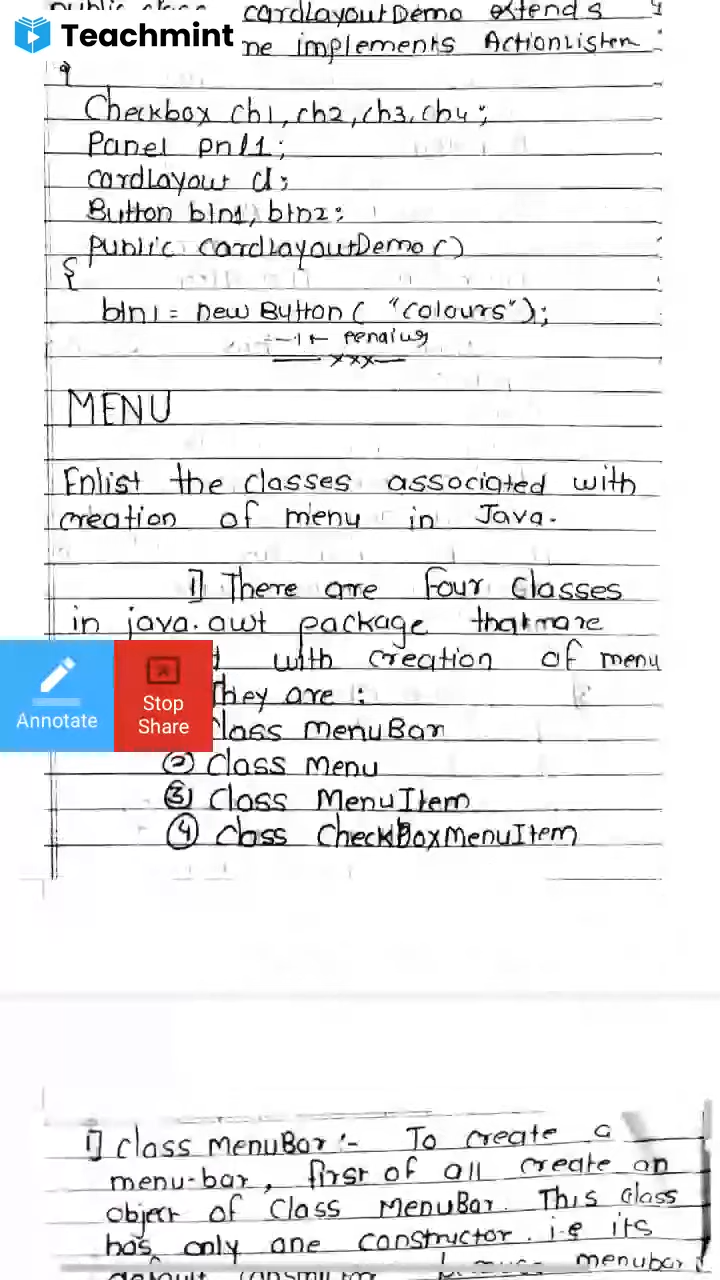 cardLayoutDemo extends
Teachmint
ne implements ActionListen
{
Checkbox ch1, ch2, ch3, ch4;
Panel pnl1;
cardLayout cl;
Button btn1, btn2;
public cardLayoutDemo()
{
btn1 = new Button( "colours");
xxx
MENU
Enlist the classes associated with
creation of menu in Java.
1] There are four classes
in java.awt package that are
with creation of menu
They are :
Annotate
Stop
Share
Class MenuBar
② Class Menu
③ Class MenuItem
④ Class CheckBoxMenuItem
1] Class MenuBar :- To create a
menu-bar, first of all create an
object of Class MenuBar. This class
has only one constructor. i.e its
menubar